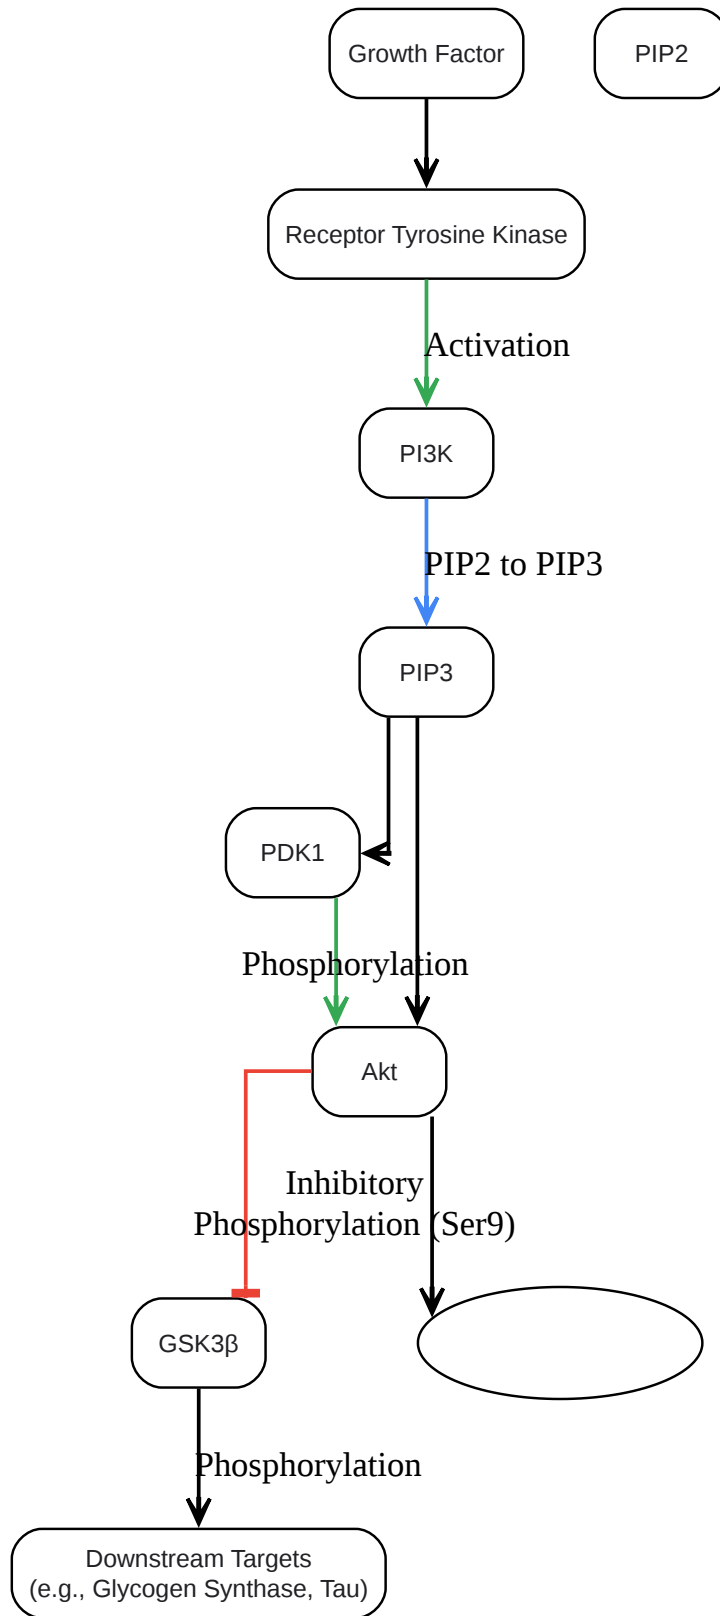 Growth Factor
PIP2
Receptor Tyrosine Kinase
Activation
PI3K
PIP2 to PIP3
PIP3
PDK1
Phosphorylation
Akt
Inhibitory
Phosphorylation (Ser9)
GSK3β
Phosphorylation
Downstream Targets
(e.g., Glycogen Synthase, Tau)